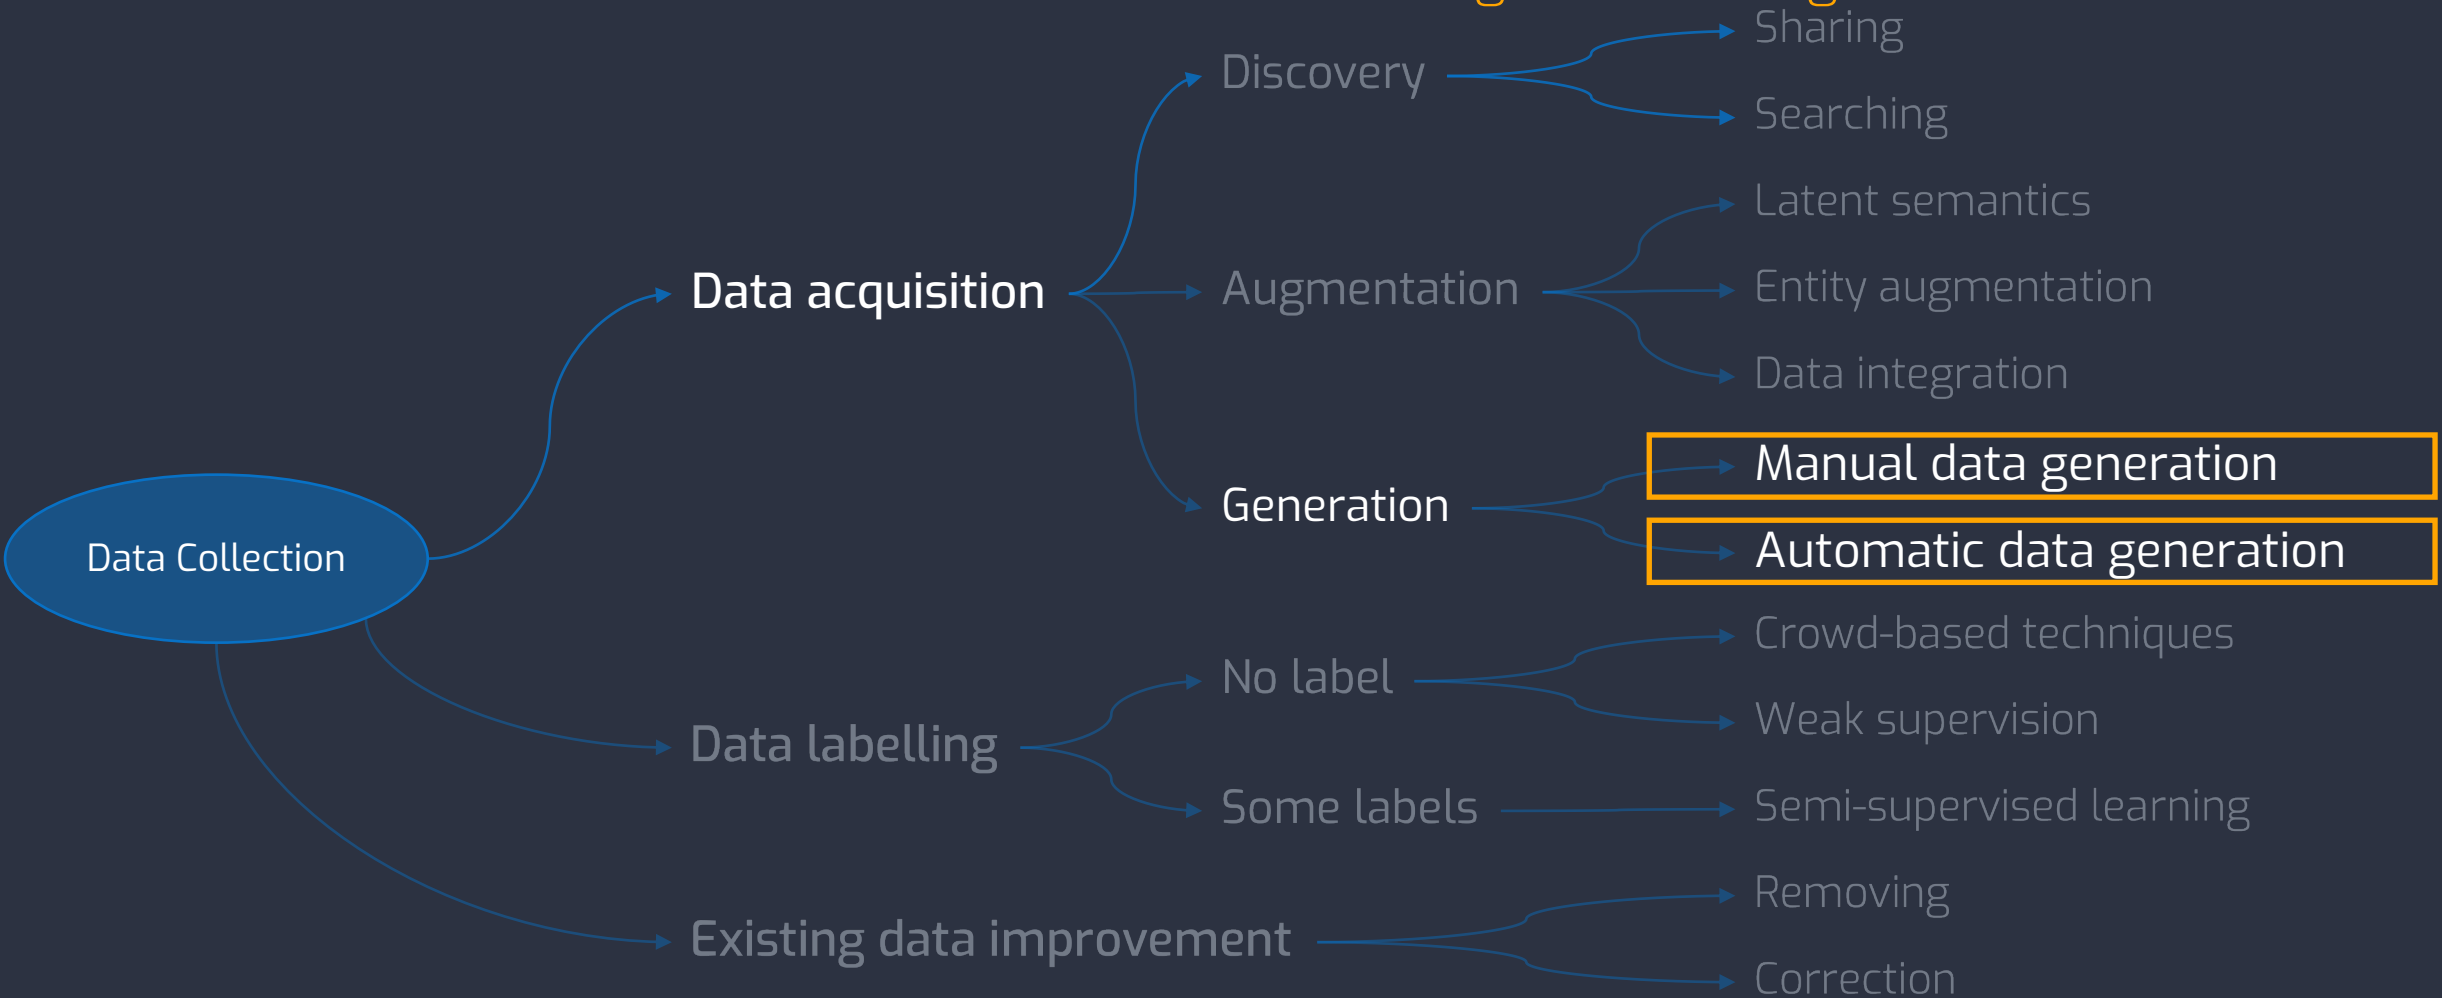 Sharing
Discovery
Searching
Latent semantics
Data acquisition
Augmentation
Entity augmentation
Data integration
Manual data generation
Generation
Automatic data generation
Data Collection
Crowd-based techniques
No label
Weak supervision
Data labelling
Some labels
Semi-supervised learning
Removing
Existing data improvement
Correction